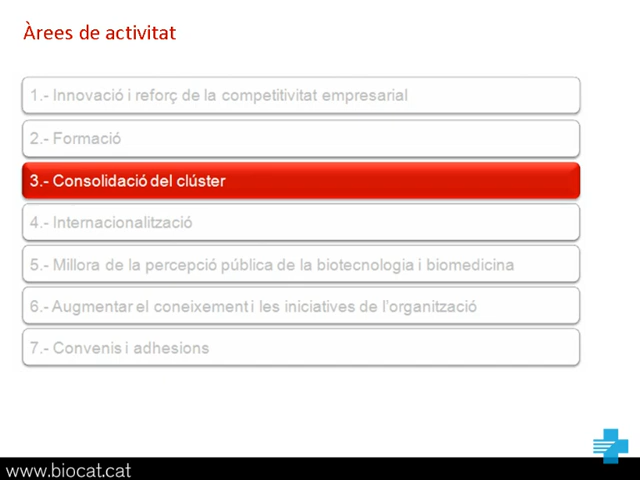 Àrees de activitat
1.- Innovació i reforç de la competitivitat empresarial
2.- Formació
3.- Consolidació del clúster
4.- Internacionalització
5.- Millora de la percepció pública de la biotecnologia i biomedicina
6.- Augmentar el coneixement i les iniciatives de l'organització
7.- Convenis i adhesions
www.biocat.cat